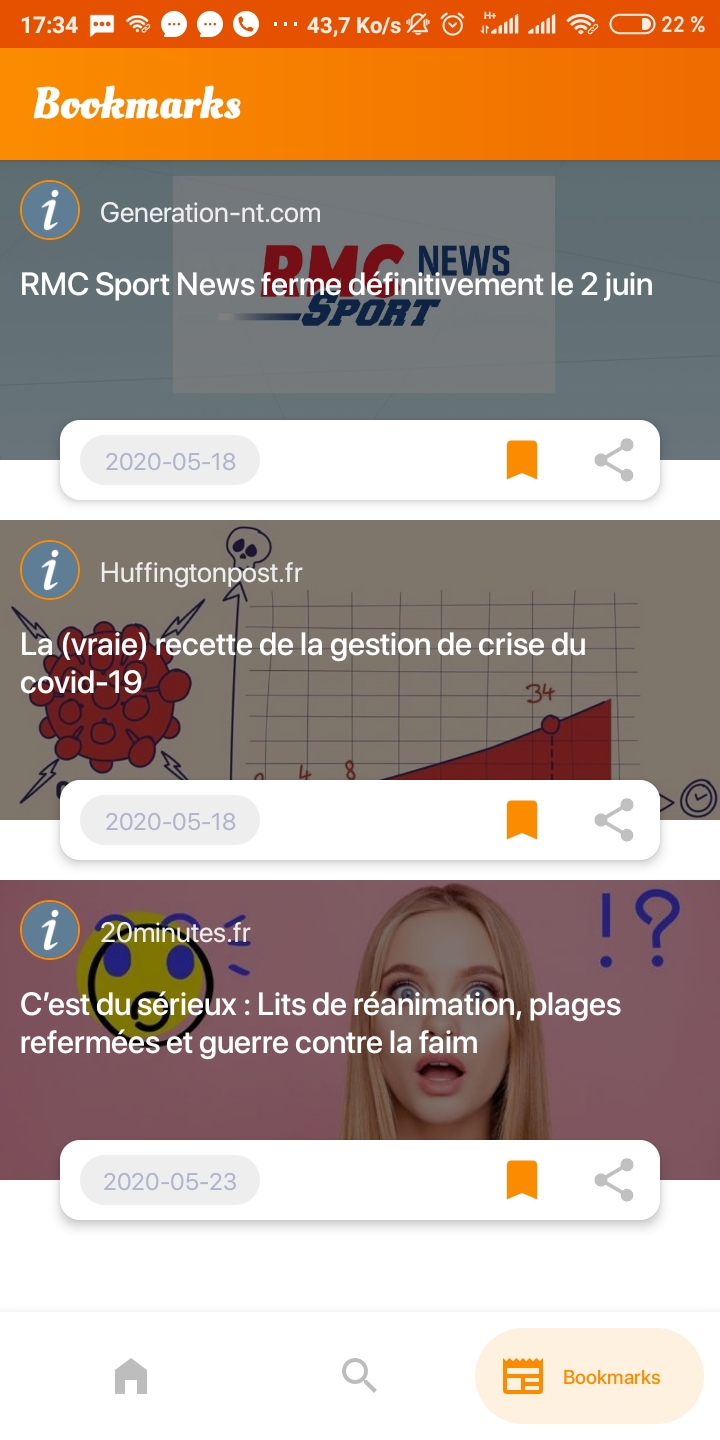 17:34 ··· 43,7 Ko/s H+ 22 %
Bookmarks
i Generation-nt.com
RMC NEWS
SPORT
RMC Sport News ferme définitivement le 2 juin
2020-05-18
i Huffingtonpost.fr
La (vraie) recette de la gestion de crise du
covid-19
34
4 8
2020-05-18
! ?
i 20minutes.fr
C’est du sérieux : Lits de réanimation, plages
refermées et guerre contre la faim
2020-05-23
Bookmarks